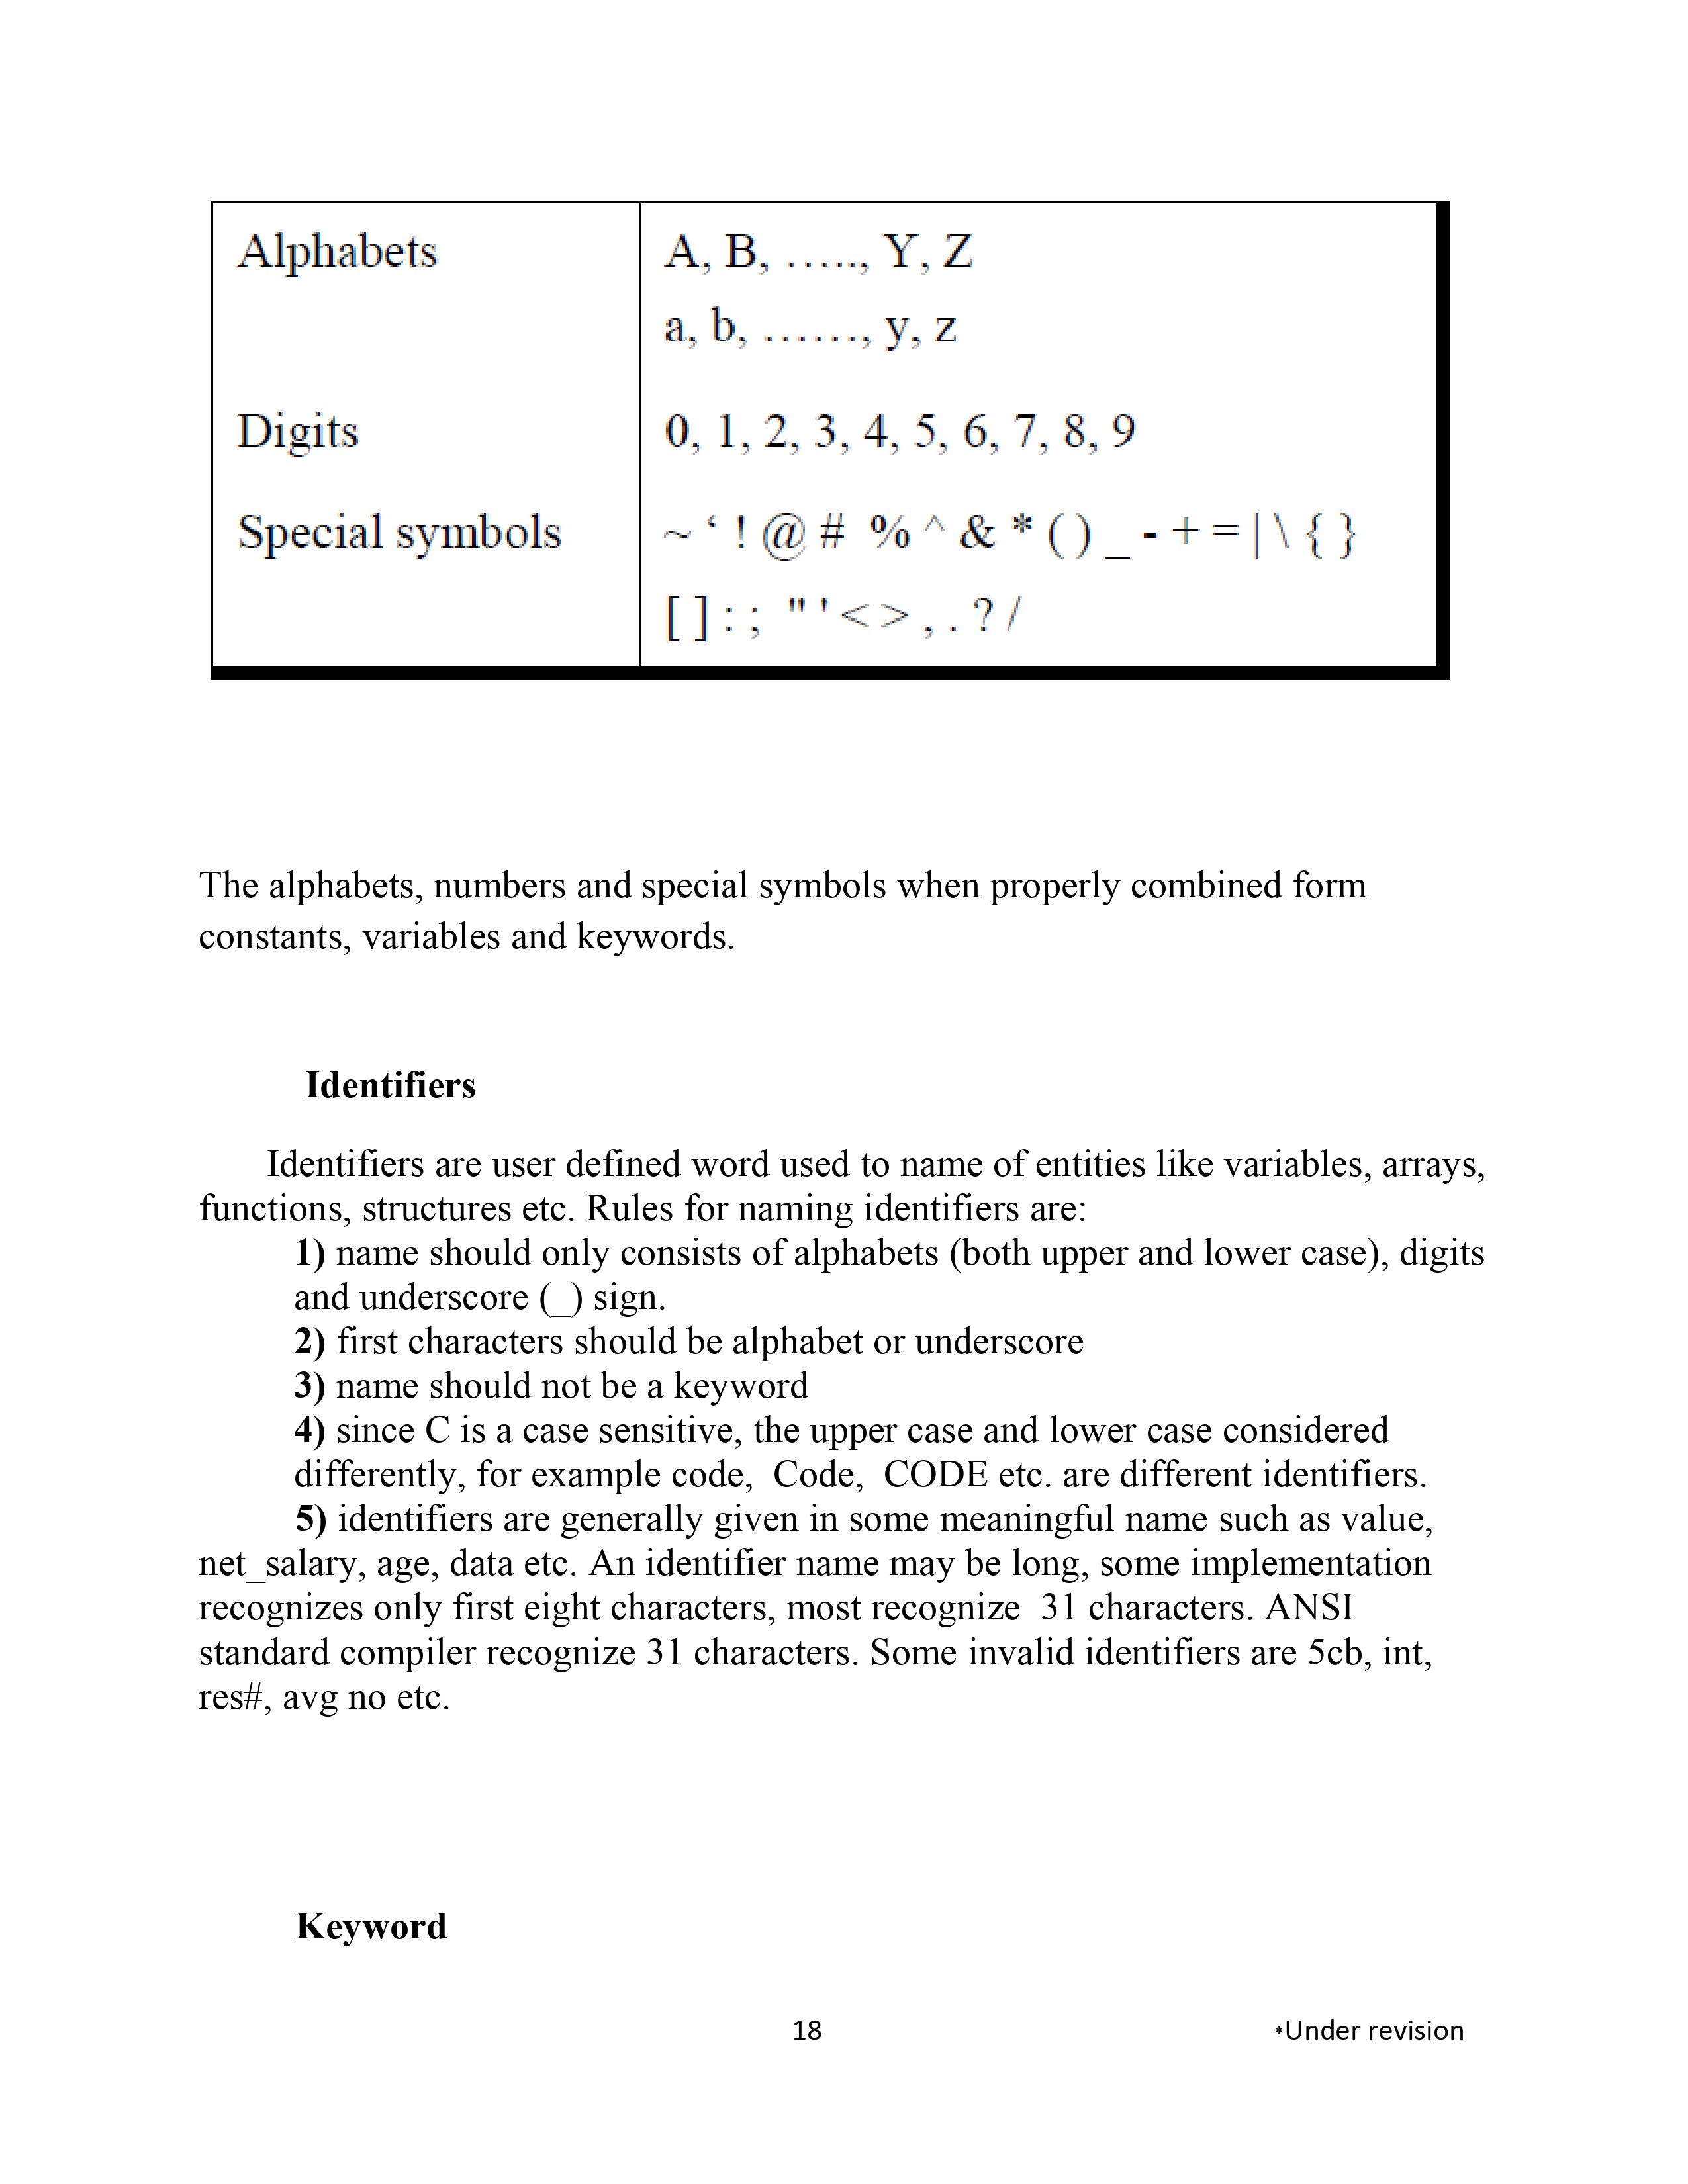 Alphabets A, B, ….., Y, Z
a, b, ……, y, z
Digits 0, 1, 2, 3, 4, 5, 6, 7, 8, 9
Special symbols ~ ‘ ! @ # % ^ & * ( ) _ - + = | \ { }
[ ] : ; " ' < > , . ? /
The alphabets, numbers and special symbols when properly combined form
constants, variables and keywords.
Identifiers
Identifiers are user defined word used to name of entities like variables, arrays,
functions, structures etc. Rules for naming identifiers are:
1) name should only consists of alphabets (both upper and lower case), digits
and underscore (_) sign.
2) first characters should be alphabet or underscore
3) name should not be a keyword
4) since C is a case sensitive, the upper case and lower case considered
differently, for example code, Code, CODE etc. are different identifiers.
5) identifiers are generally given in some meaningful name such as value,
net_salary, age, data etc. An identifier name may be long, some implementation
recognizes only first eight characters, most recognize 31 characters. ANSI
standard compiler recognize 31 characters. Some invalid identifiers are 5cb, int,
res#, avg no etc.
Keyword
18 *Under revision